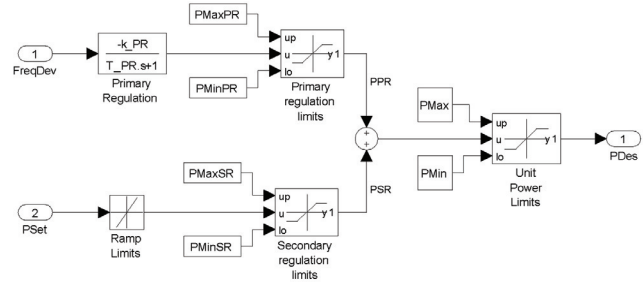 PMaxPR
1
FreqDev
-k_PR
T_PR.s+1
Primary
Regulation
PMinPR
up
u
lo
y 1
Primary
regulation
limits
PPR
PMax
PMin
up
u
lo
y 1
Unit
Power
Limits
1
PDes
+
+
PSR
PMaxSR
2
PSet
Ramp
Limits
PMinSR
up
u
lo
y 1
Secondary
regulation
limits